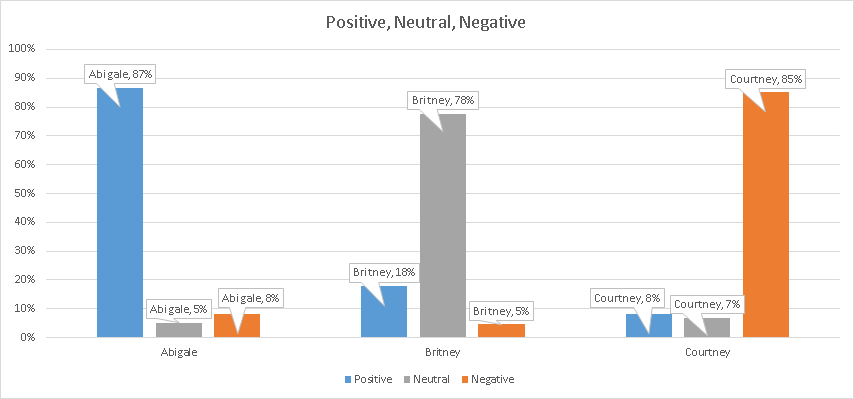 Positive, Neutral, Negative
100%
90%
80%
70%
60%
50%
40%
30%
20%
10%
0%
Abigale, 87%
Abigale, 5%
Abigale, 8%
Britney, 18%
Britney, 78%
Britney, 5%
Courtney, 8%
Courtney, 7%
Courtney, 85%
Abigale
Britney
Courtney
Positive
Neutral
Negative